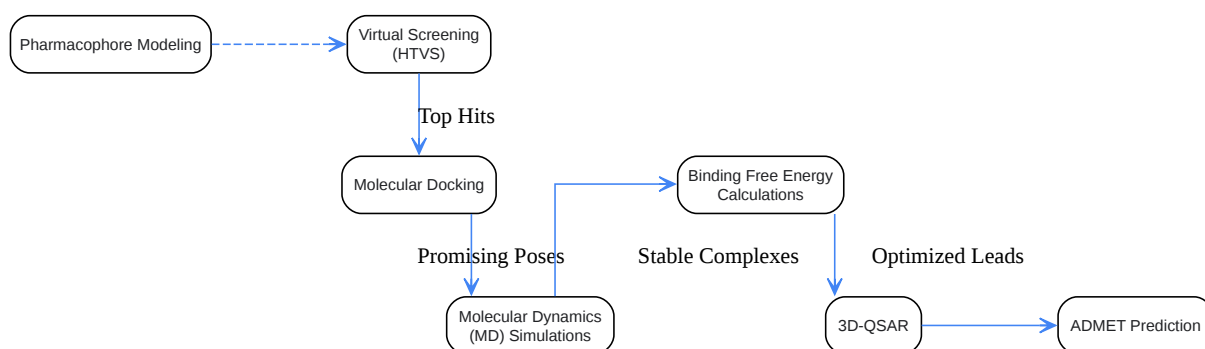 Pharmacophore Modeling
Virtual Screening
(HTVS)
Top Hits
Molecular Docking
Binding Free Energy
Calculations
Promising Poses
Stable Complexes
Optimized Leads
Molecular Dynamics
(MD) Simulations
3D-QSAR
ADMET Prediction